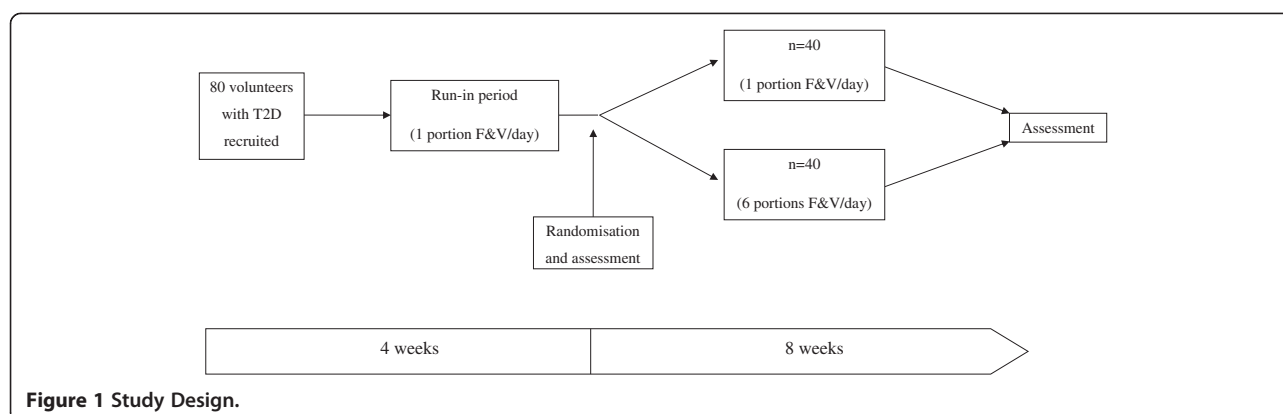 80 volunteers
with T2D
recruited
Run-in period
(1 portion F&V/day)
Randomisation
and assessment
n=40
(1 portion F&V/day)
n=40
(6 portions F&V/day)
Assessment
4 weeks
8 weeks
Figure 1 Study Design.